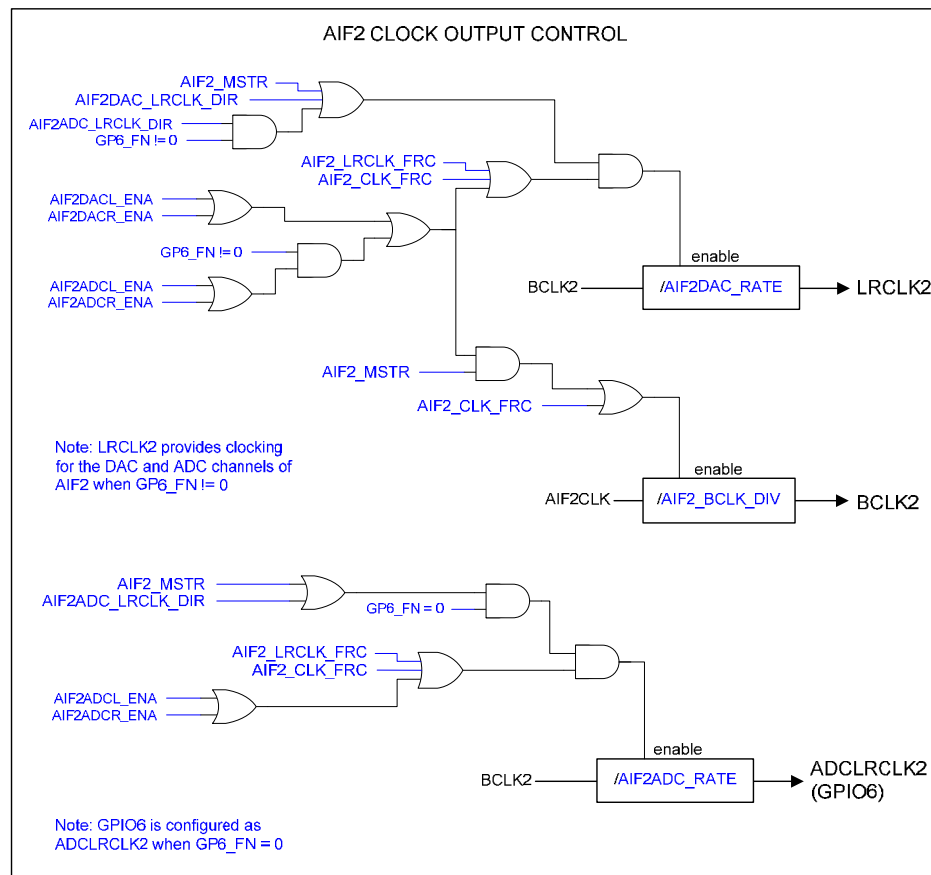 AIF2 CLOCK OUTPUT CONTROL
AIF2_MSTR
AIF2DAC_LRCLK_DIR
AIF2ADC_LRCLK_DIR
GP6_FN != 0
AIF2_LRCLK_FRC
AIF2_CLK_FRC
AIF2DACL_ENA
AIF2DACR_ENA
GP6_FN != 0
AIF2ADCL_ENA
AIF2ADCR_ENA
enable
BCLK2
/AIF2DAC_RATE
LRCLK2
AIF2_MSTR
AIF2_CLK_FRC
Note: LRCLK2 provides clocking
for the DAC and ADC channels of
AIF2 when GP6_FN != 0
enable
AIF2CLK
/AIF2_BCLK_DIV
BCLK2
AIF2_MSTR
AIF2ADC_LRCLK_DIR
GP6_FN = 0
AIF2_LRCLK_FRC
AIF2_CLK_FRC
AIF2ADCL_ENA
AIF2ADCR_ENA
enable
BCLK2
/AIF2ADC_RATE
ADCLRCLK2
(GPIO6)
Note: GPIO6 is configured as
ADCLRCLK2 when GP6_FN = 0